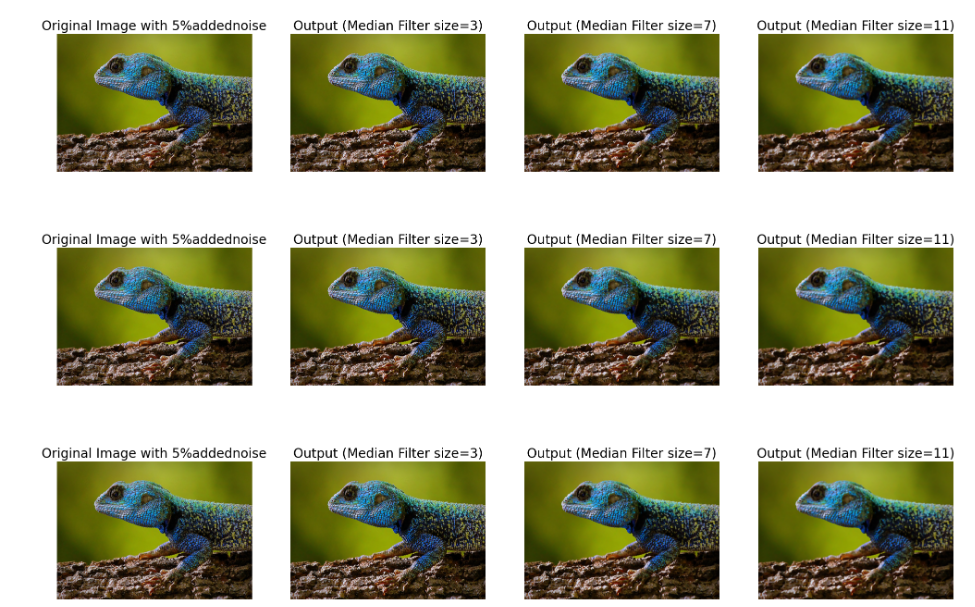 Original Image with 5%addednoise
Output (Median Filter size=3)
Output (Median Filter size=7)
Output (Median Filter size=11)
Original Image with 5%addednoise
Output (Median Filter size=3)
Output (Median Filter size=7)
Output (Median Filter size=11)
Original Image with 5%addednoise
Output (Median Filter size=3)
Output (Median Filter size=7)
Output (Median Filter size=11)